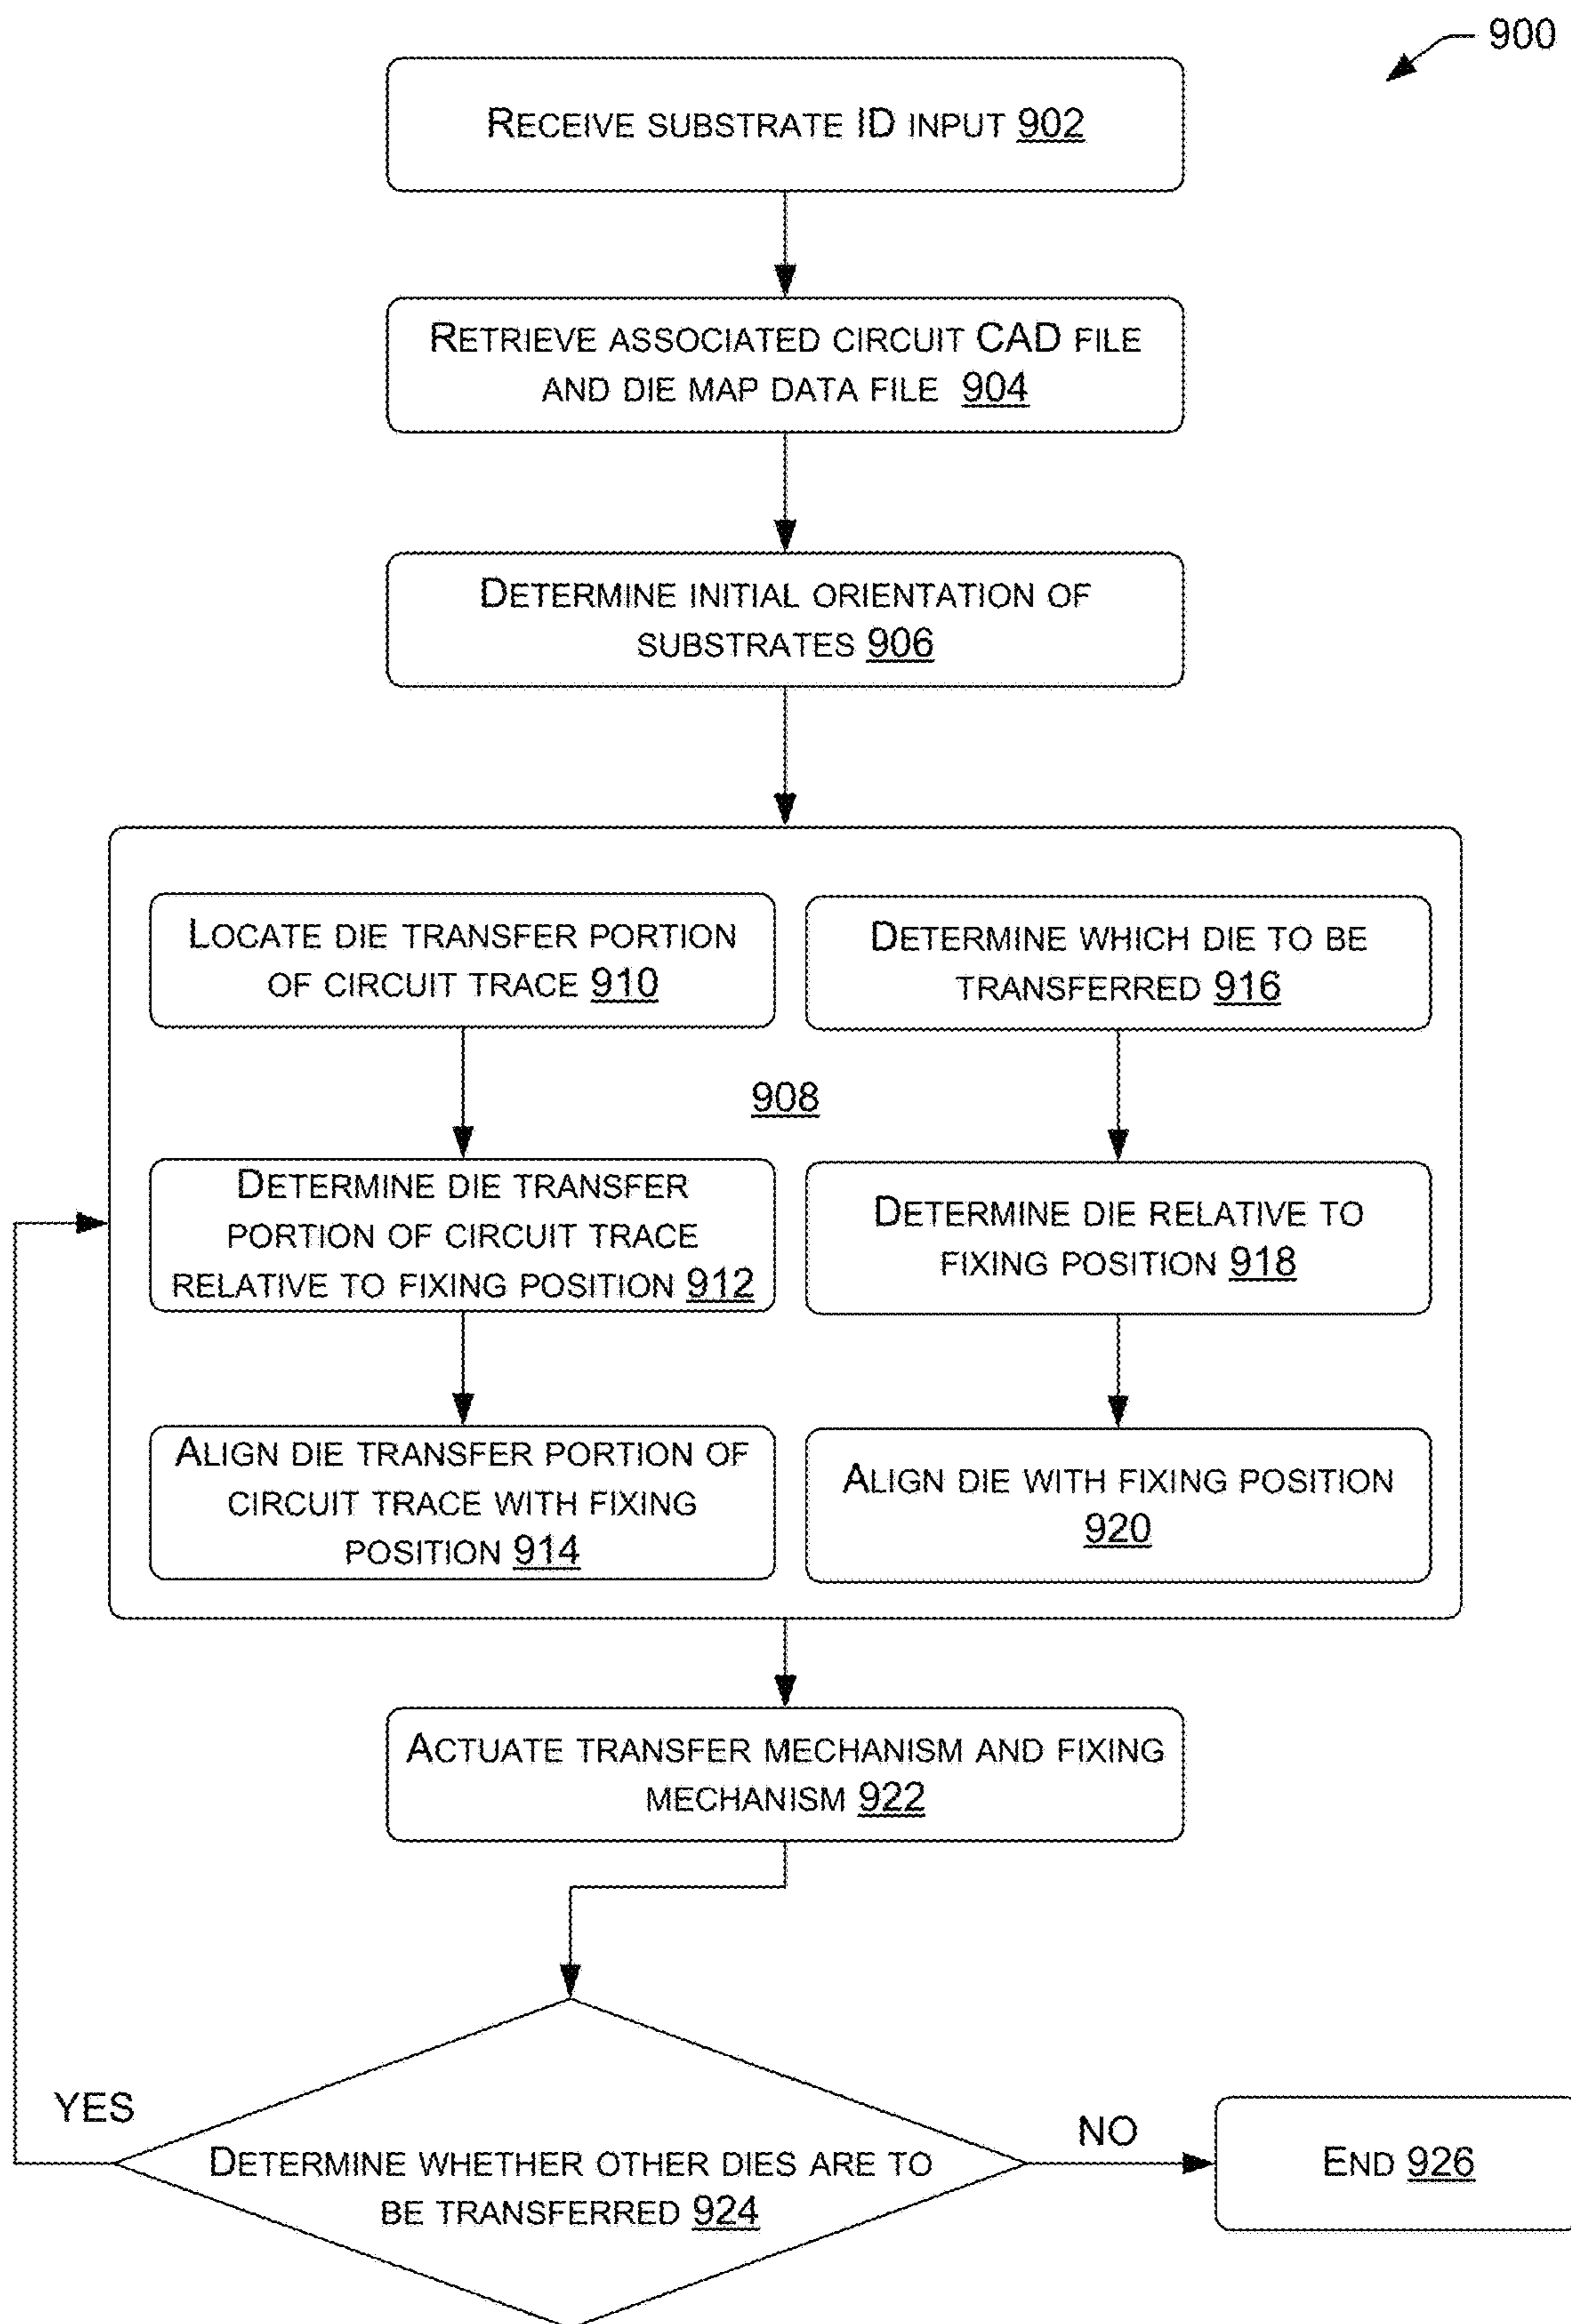 900
RECEIVE SUBSTRATE ID INPUT 902
RETRIEVE ASSOCIATED CIRCUIT CAD FILE
AND DIE MAP DATA FILE 904
DETERMINE INITIAL ORIENTATION OF
SUBSTRATES 906
LOCATE DIE TRANSFER PORTION
OF CIRCUIT TRACE 910
DETERMINE WHICH DIE TO BE
TRANSFERRED 916
908
DETERMINE DIE TRANSFER
PORTION OF CIRCUIT TRACE
RELATIVE TO FIXING POSITION 912
DETERMINE DIE RELATIVE TO
FIXING POSITION 918
ALIGN DIE TRANSFER PORTION OF
CIRCUIT TRACE WITH FIXING
POSITION 914
ALIGN DIE WITH FIXING POSITION
920
ACTUATE TRANSFER MECHANISM AND FIXING
MECHANISM 922
YES
DETERMINE WHETHER OTHER DIES ARE TO
BE TRANSFERRED 924
NO
END 926